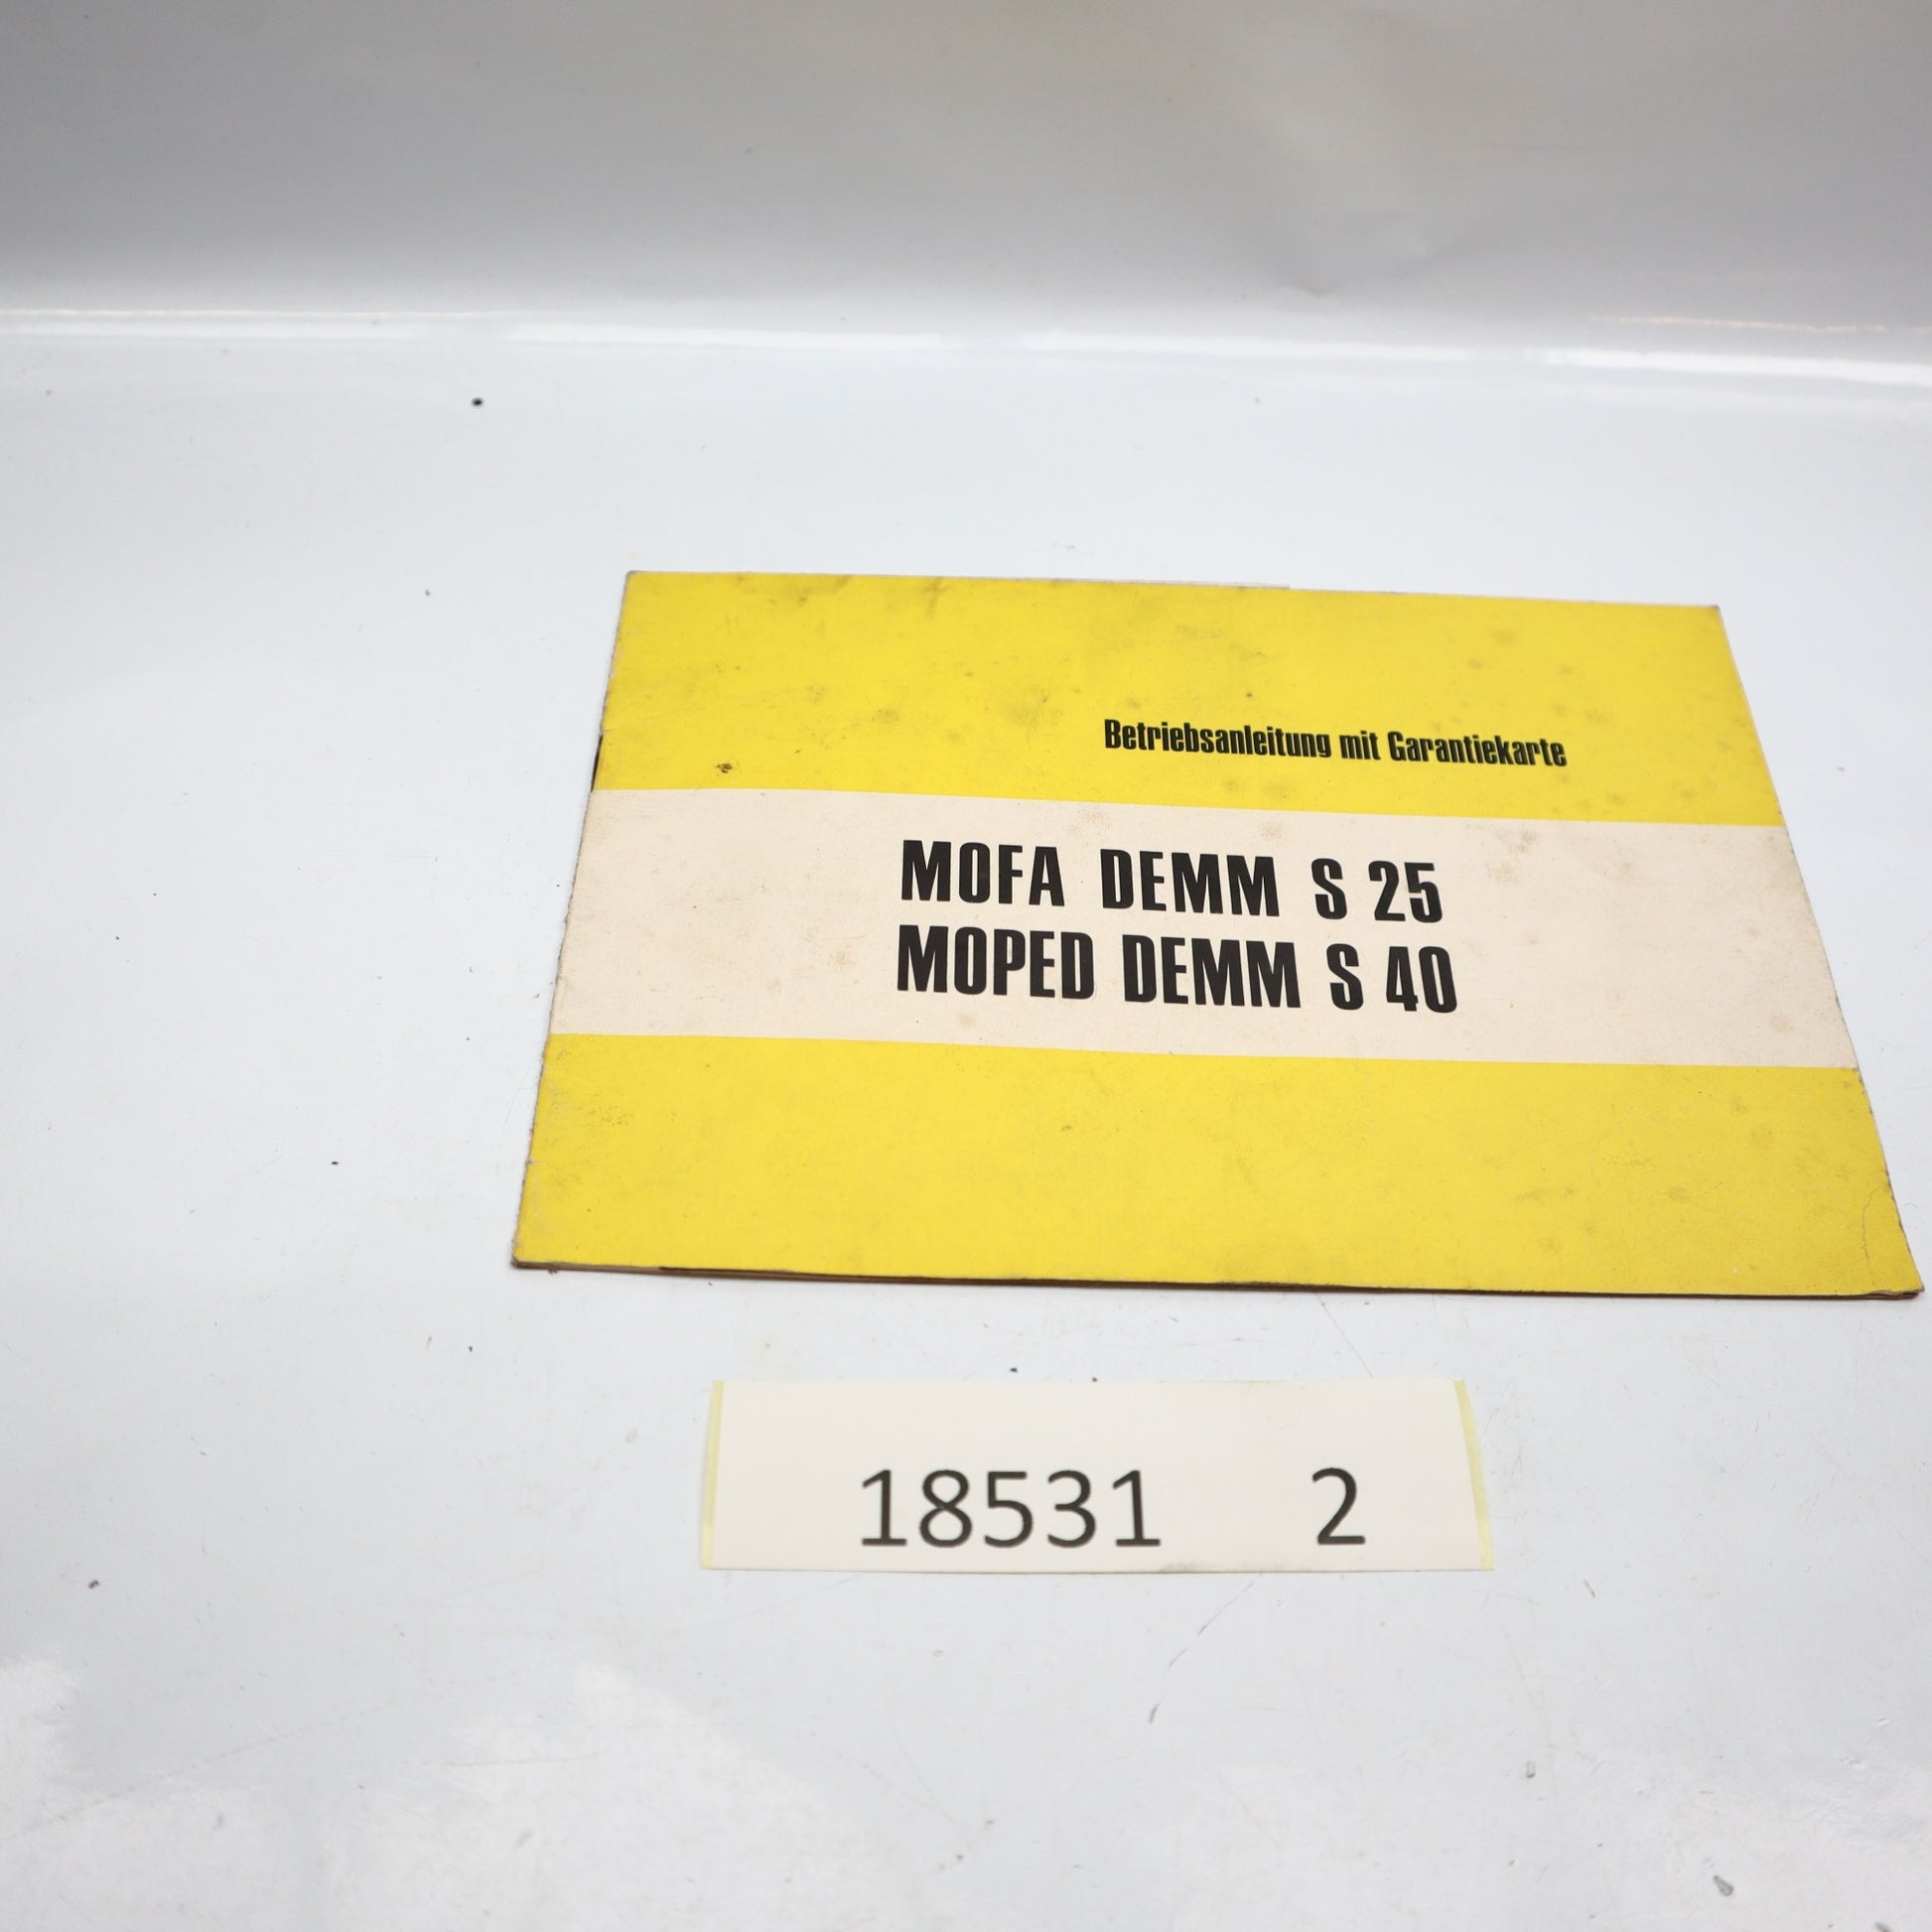 Betriebsanleitung mit Garantiekarte
MOFA DEMM S 25
MOPED DEMM S 40
18531 2